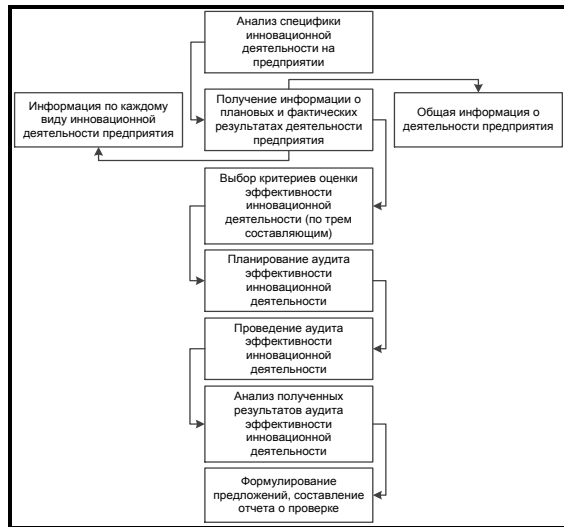 Анализ специфики
инновационной
деятельности на
предприятии
Информация по каждому
виду инновационной
деятельности предприятия
Получение информации о
плановых и фактических
результатах деятельности
предприятия
Общая информация о
деятельности предприятия
Выбор критериев оценки
эффективности
инновационной
деятельности (по трем
составляющим)
Планирование аудита
эффективности
инновационной
деятельности
Проведение аудита
эффективности
инновационной
деятельности
Анализ полученных
результатов аудита
эффективности
инновационной
деятельности
Формулирование
предложений, составление
отчета о проверке